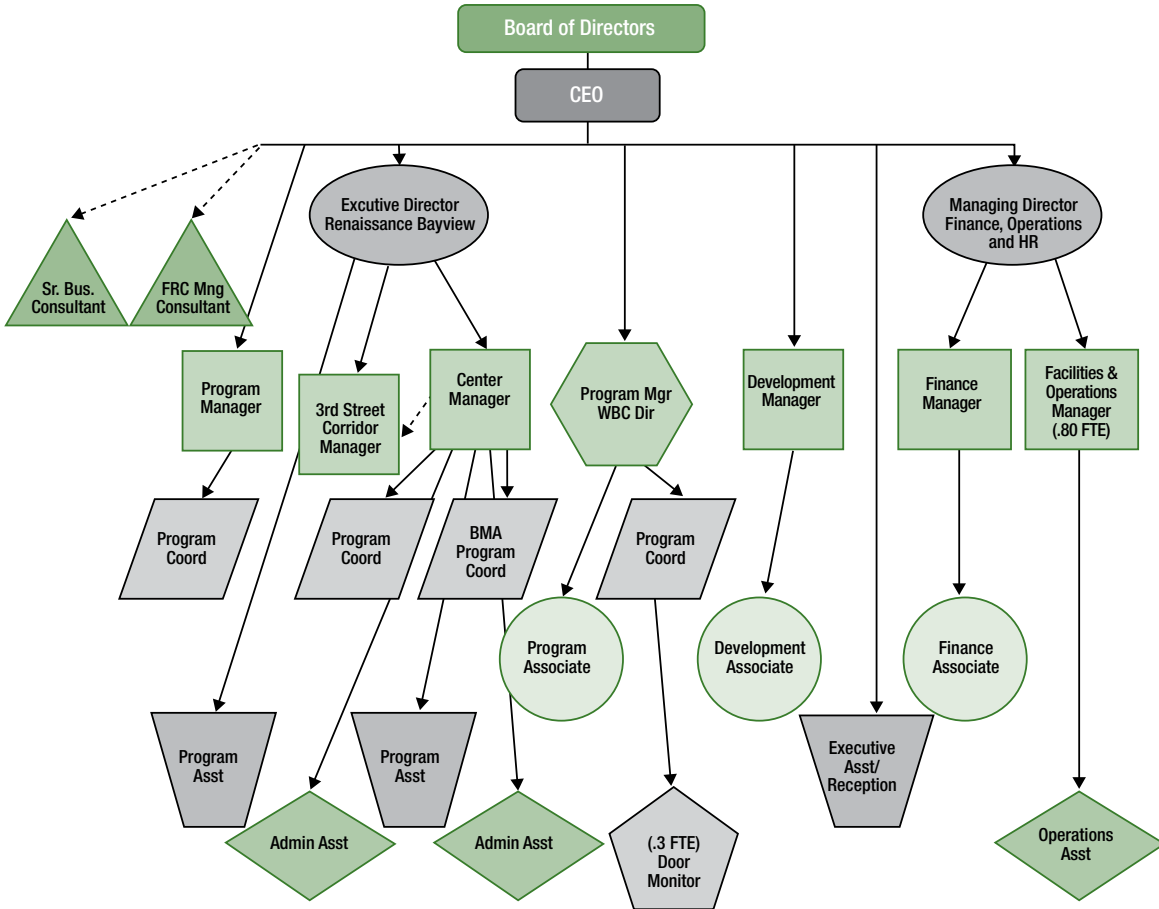 Board of Directors
CEO
Excutive Director
Renaissance Bayview
Managing Director
Finance, Operations
and HR
Sr. Bus.
Consultant
FRC Mng
Consultant
Program
Manager
3rd Street
Corridor
Manager
Center
Manager
Program Mgr
WBC Dir
Development
Manager
Finance
Manager
Facilities &
Operations
Manager
(.80 FTE)
Program
Coord
Program
Coord
BMA
Program
Coord
Program
Coord
Program
Associate
Development
Associate
Finance
Associate
Program
Asst
Program
Asst
Executive
Asst/
Reception
Admin Asst
Admin Asst
(.3 FTE)
Door
Monitor
Operations
Asst